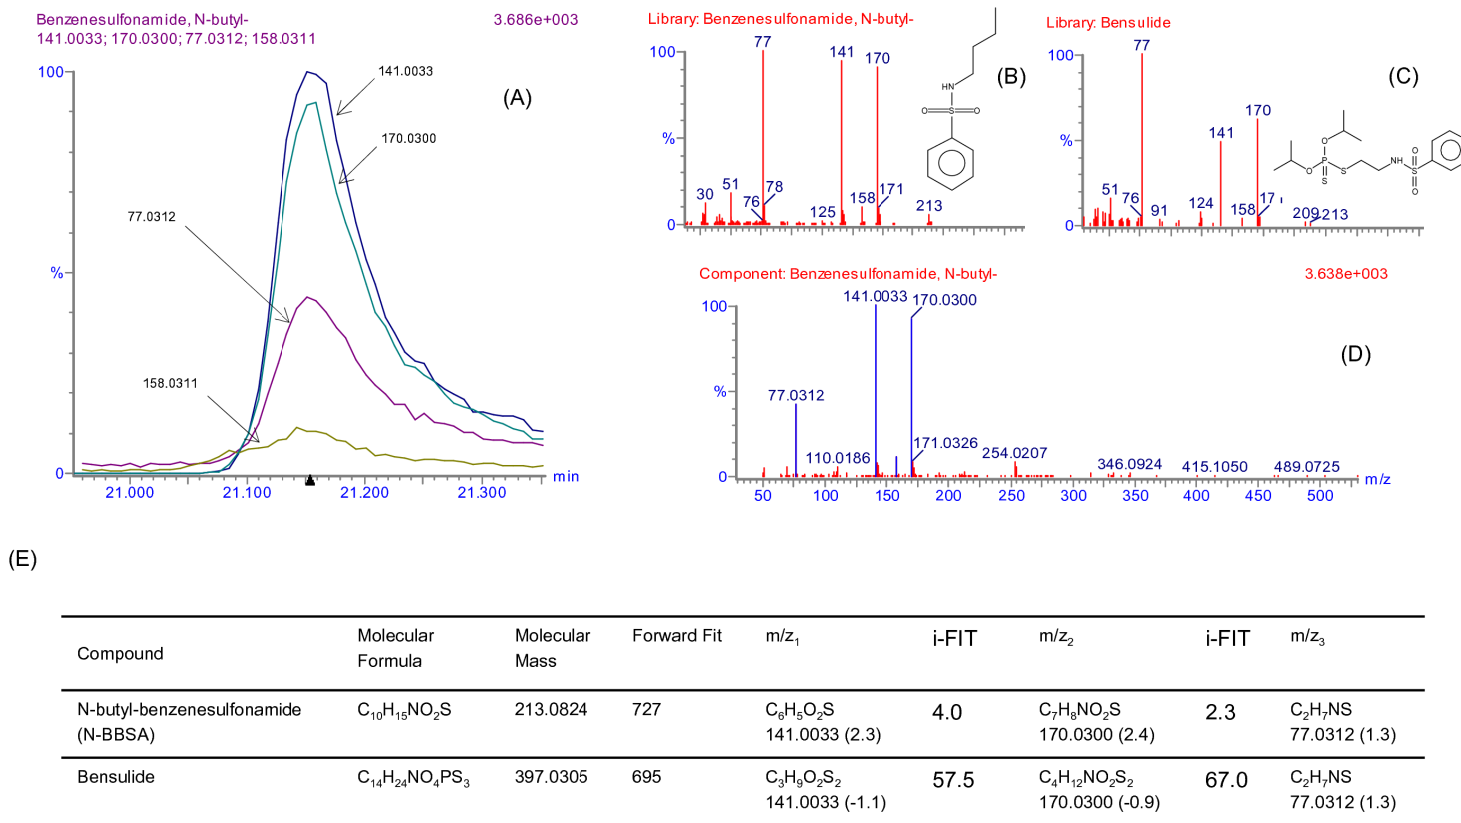 Benzenesulfonamide, N-butyl-
3.686e+003
141.0033; 170.0300; 77.0312; 158.0311
100
%
0
141.0033
170.0300
77.0312
158.0311
(A)
21.000
21.100
21.200
21.300
min
Library: Benzenesulfonamide, N-butyl-
100
%
0
77
141
170
30
51
76
78
125
158
171
213
HN
O
S
O
(B)
Library: Bensulide
100
%
0
77
141
170
51
76
91
124
158
17
209
213
(C)
O
O
P
S
S
NH
O
S
O
O
Component: Benzenesulfonamide, N-butyl-
3.638e+003
100
%
0
141.0033
170.0300
77.0312
110.0186
171.0326
254.0207
346.0924
415.1050
489.0725
(D)
50
100
150
200
250
300
350
400
450
500
m/z
(E)
Compound
Molecular Formula
Molecular Mass
Forward Fit
m/z₁
i-FIT
m/z₂
i-FIT
m/z₃
N-butyl-benzenesulfonamide C₁₀H₁₅NO₂S 213.0824 727 C₆H₅O₂S 4.0 C₇H₈NO₂S 2.3 C₂H₇NS
(N-BBSA) 141.0033 (2.3) 170.0300 (2.4) 77.0312 (1.3)
Bensulide C₁₄H₂₄NO₄PS₃ 397.0305 695 C₃H₉O₂S₂ 57.5 C₄H₁₂NO₂S₂ 67.0 C₂H₇NS
141.0033 (-1.1) 170.0300 (-0.9) 77.0312 (1.3)